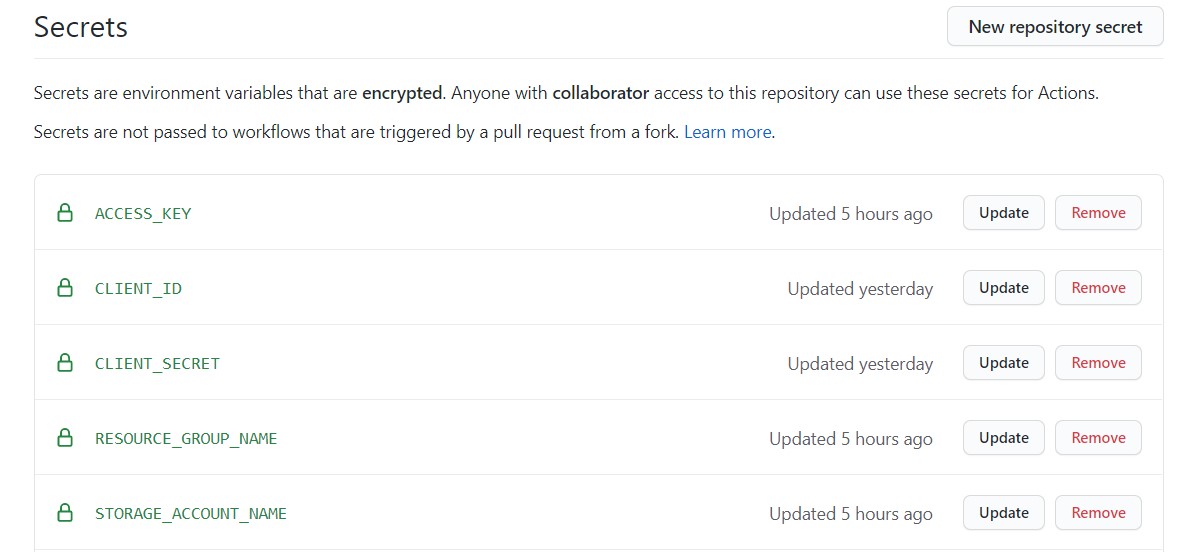 Secrets
New repository secret
Secrets are environment variables that are encrypted. Anyone with collaborator access to this repository can use these secrets for Actions.
Secrets are not passed to workflows that are triggered by a pull request from a fork. Learn more.
ACCESS_KEY Updated 5 hours ago Update Remove
CLIENT_ID Updated yesterday Update Remove
CLIENT_SECRET Updated yesterday Update Remove
RESOURCE_GROUP_NAME Updated 5 hours ago Update Remove
STORAGE_ACCOUNT_NAME Updated 5 hours ago Update Remove